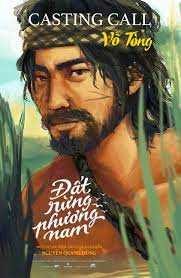 CASTING CALL
Võ Tòng
Đất
rừng
phương
nam
NGUYỄN QUANG DŨNG